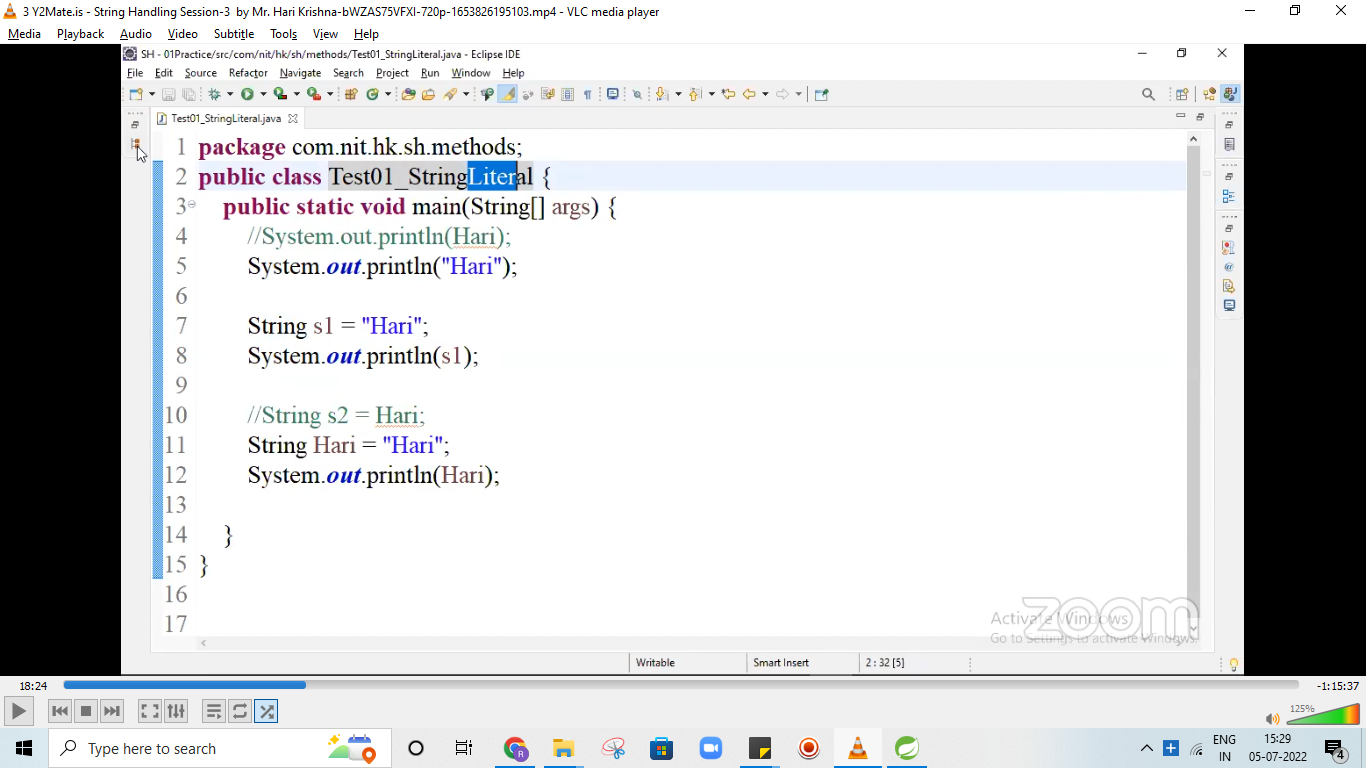 3 Y2Mate.is - String Handling Session-3 by Mr. Hari Krishna-bWZAS75VFXI-720p-1653826195103.mp4 - VLC media player
Media Playback Audio Video Subtitle Tools View Help
SH - 01Practice/src/com/nit/hk/sh/methods/Test01_StringLiteral.java - Eclipse IDE
File Edit Source Refactor Navigate Search Project Run Window Help
Test01_StringLiteral.java
1 package com.nit.hk.sh.methods;
2 public class Test01_StringLiteral {
3 public static void main(String[] args) {
4 //System.out.println(Hari);
5 System.out.println("Hari");
6
7 String s1 = "Hari";
8 System.out.println(s1);
9
10 //String s2 = Hari;
11 String Hari = "Hari";
12 System.out.println(Hari);
13
14 }
15 }
16
17
zoom
Activate Windows
Go to Settings to activate Windows.
Writable Smart Insert 2 : 32 [5]
18:24 -1:15:37
125%
Type here to search
ENG 15:29
IN 05-07-2022 4